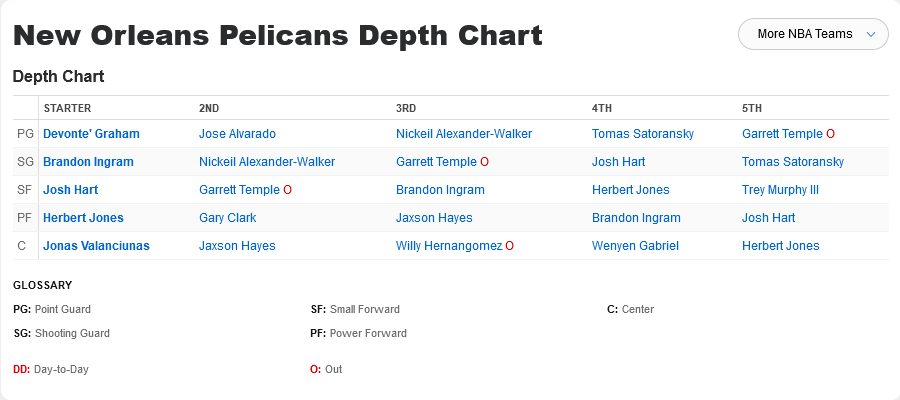 New Orleans Pelicans Depth Chart
More NBA Teams
Depth Chart
STARTER 2ND 3RD 4TH 5TH
PG Devonte' Graham Jose Alvarado Nickeil Alexander-Walker Tomas Satoransky Garrett Temple O
SG Brandon Ingram Nickeil Alexander-Walker Garrett Temple O Josh Hart Tomas Satoransky
SF Josh Hart Garrett Temple O Brandon Ingram Herbert Jones Trey Murphy III
PF Herbert Jones Gary Clark Jaxson Hayes Brandon Ingram Josh Hart
C Jonas Valanciunas Jaxson Hayes Willy Hernangomez O Wenyen Gabriel Herbert Jones
GLOSSARY
PG: Point Guard SF: Small Forward C: Center
SG: Shooting Guard PF: Power Forward
DD: Day-to-Day O: Out